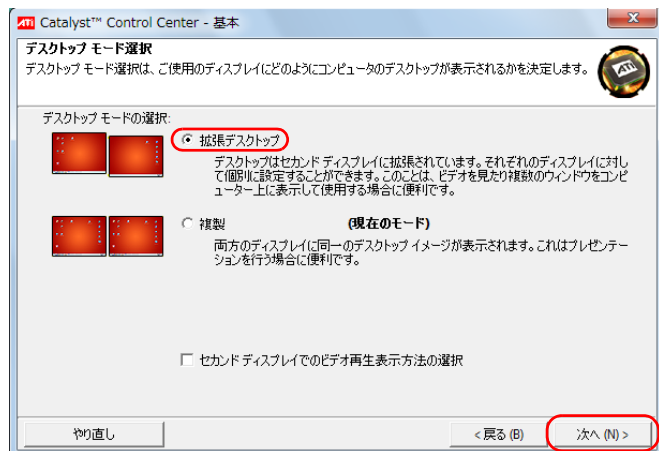 ATI Catalyst™ Control Center - 基本
デスクトップ モード選択
デスクトップ モード選択は、ご使用のディスプレイにどのようにコンピュータのデスクトップが表示されるかを決定します。
ATI
デスクトップ モードの選択:
拡張デスクトップ
デスクトップはセカンド ディスプレイに拡張されています。それぞれのディスプレイに対し
て個別に設定することができます。このことは、ビデオを見たり複数のウィンドウをコンピ
ューター上に表示して使用する場合に便利です。
複製 (現在のモード)
両方のディスプレイに同一のデスクトップ イメージが表示されます。これはプレゼンテー
ションを行う場合に便利です。
セカンド ディスプレイでのビデオ再生表示方法の選択
やり直し
< 戻る (B)
次へ (N) >